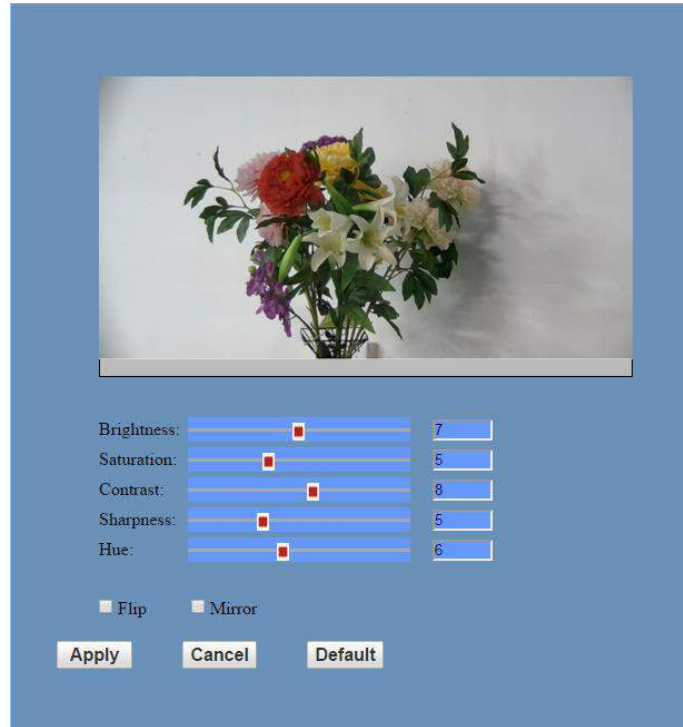 Brightness: 7
Saturation: 5
Contrast: 8
Sharpness: 5
Hue: 6
Flip Mirror
Apply Cancel Default